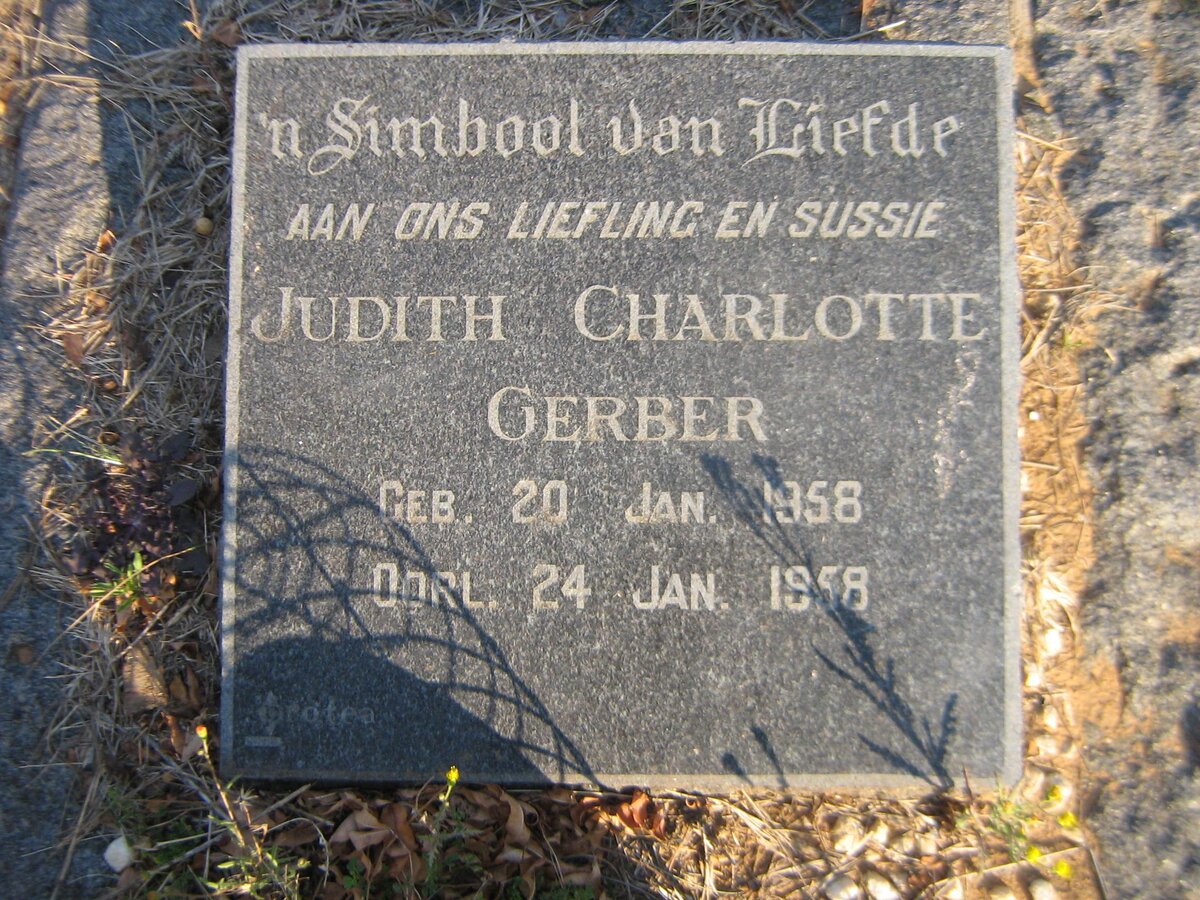 'n Simbool van Liefde
AAN ONS LIEFLING EN SUSSIE
JUDITH CHARLOTTE
GERBER
GEB. 20 JAN. 1958
OORL. 24 JAN. 1958
Protea